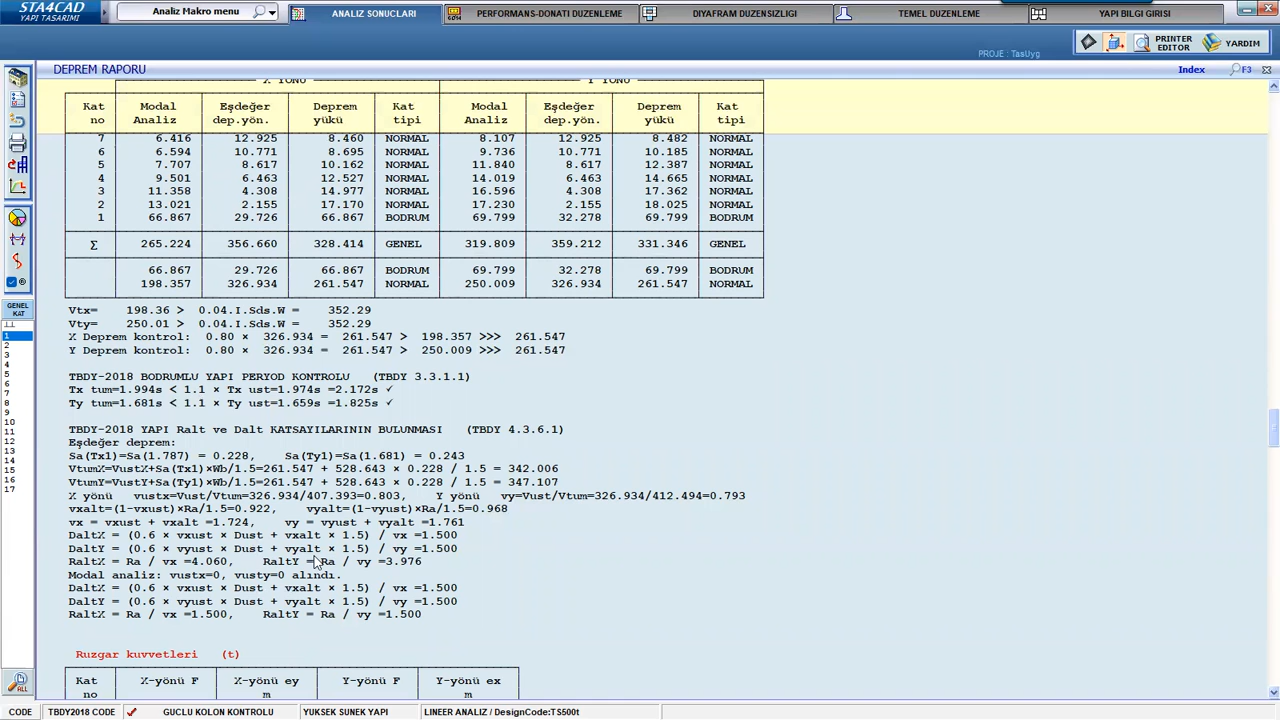 STA4CAD
YAPI TASARIMI
Analiz Makro menu
ANALIZ SONUCLARI
PERFORMANS-DONATI DUZENLEME
DIYAFRAM DUZENSIZLIGI
TEMEL DUZENLEME
YAPI BILGI GIRISI
PROJE : TasUyg
PRINTER EDITOR
YARDIM
DEPREM RAPORU
Index
F3
X YONU Y YONU
Kat no Modal Analiz Eşdeğer dep.yön. Deprem yükü Kat tipi Modal Analiz Eşdeğer dep.yön. Deprem yükü Kat tipi
7 6.416 12.925 8.460 NORMAL 8.107 12.925 8.482 NORMAL
6 6.594 10.771 8.695 NORMAL 9.736 10.771 10.185 NORMAL
5 7.707 8.617 10.162 NORMAL 11.840 8.617 12.387 NORMAL
4 9.501 6.463 12.527 NORMAL 14.019 6.463 14.665 NORMAL
3 11.358 4.308 14.977 NORMAL 16.596 4.308 17.362 NORMAL
2 13.021 2.155 17.170 NORMAL 17.230 2.155 18.025 NORMAL
1 66.867 29.726 66.867 BODRUM 69.799 32.278 69.799 BODRUM
Σ 265.224 356.660 328.414 GENEL 319.809 359.212 331.346 GENEL
66.867 29.726 66.867 BODRUM 69.799 32.278 69.799 BODRUM
198.357 326.934 261.547 NORMAL 250.009 326.934 261.547 NORMAL
Vtx= 198.36 > 0.04.I.Sds.W = 352.29
Vty= 250.01 > 0.04.I.Sds.W = 352.29
X Deprem kontrol: 0.80 × 326.934 = 261.547 > 198.357 >>> 261.547
Y Deprem kontrol: 0.80 × 326.934 = 261.547 > 250.009 >>> 261.547
TBDY-2018 BODRUMLU YAPI PERYOD KONTROLU (TBDY 3.3.1.1)
Tx tum=1.994s < 1.1 × Tx ust=1.974s =2.172s ✓
Ty tum=1.681s < 1.1 × Ty ust=1.659s =1.825s ✓
TBDY-2018 YAPI Ralt ve Dalt KATSAYILARININ BULUNMASI (TBDY 4.3.6.1)
Eşdeğer deprem:
Sa(Tx1)=Sa(1.787) = 0.228, Sa(Ty1)=Sa(1.681) = 0.243
VtumX=VustX+Sa(Tx1)×Wb/1.5=261.547 + 528.643 × 0.228 / 1.5 = 342.006
VtumY=VustY+Sa(Ty1)×Wb/1.5=261.547 + 528.643 × 0.228 / 1.5 = 347.107
X yönü vustx=Vust/Vtum=326.934/407.393=0.803, Y yönü vy=Vust/Vtum=326.934/412.494=0.793
vxalt=(1-vxust)×Ra/1.5=0.922, vyalt=(1-vyust)×Ra/1.5=0.968
vx = vxust + vxalt =1.724, vy = vyust + vyalt =1.761
DaltX = (0.6 × vxust × Dust + vxalt × 1.5) / vx =1.500
DaltY = (0.6 × vyust × Dust + vyalt × 1.5) / vy =1.500
RaltX = Ra / vx =4.060, RaltY = Ra / vy =3.976
Modal analiz: vustx=0, vusty=0 alındı.
DaltX = (0.6 × vxust × Dust + vxalt × 1.5) / vx =1.500
DaltY = (0.6 × vyust × Dust + vyalt × 1.5) / vy =1.500
RaltX = Ra / vx =1.500, RaltY = Ra / vy =1.500
Ruzgar kuvvetleri (t)
Kat no X-yönü F X-yönü ey m Y-yönü F Y-yönü ex m
GENEL
KAT
1
2
3
4
5
6
7
8
9
10
11
12
13
14
15
16
17
CODE TBDY2018 CODE GUCLU KOLON KONTROLU YUKSEK SUNEK YAPI LINEER ANALIZ / DesignCode:TS500t